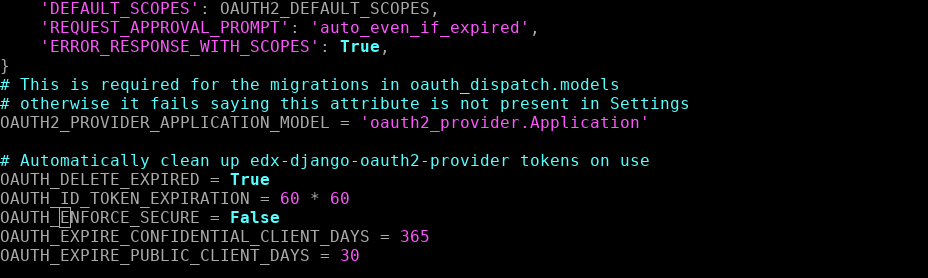 'DEFAULT_SCOPES': OAUTH2_DEFAULT_SCOPES,
'REQUEST_APPROVAL_PROMPT': 'auto_even_if_expired',
'ERROR_RESPONSE_WITH_SCOPES': True,
}
# This is required for the migrations in oauth_dispatch.models
# otherwise it fails saying this attribute is not present in Settings
OAUTH2_PROVIDER_APPLICATION_MODEL = 'oauth2_provider.Application'
# Automatically clean up edx-django-oauth2-provider tokens on use
OAUTH_DELETE_EXPIRED = True
OAUTH_ID_TOKEN_EXPIRATION = 60 * 60
OAUTH_ENFORCE_SECURE = False
OAUTH_EXPIRE_CONFIDENTIAL_CLIENT_DAYS = 365
OAUTH_EXPIRE_PUBLIC_CLIENT_DAYS = 30